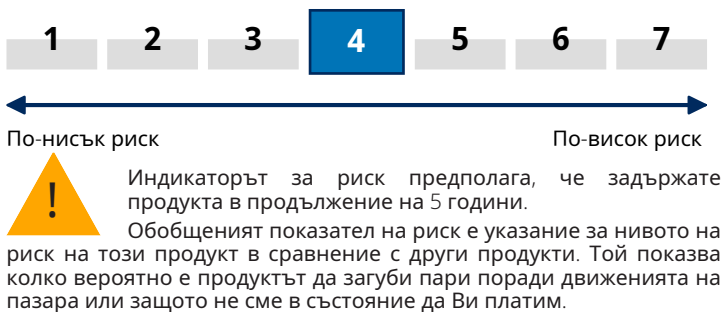 1 2 3 4 5 6 7
По-нисък риск По-висок риск
!
Индикаторът за риск предполага, че задържате
продукта в продължение на 5 години.
Обобщеният показател на риск е указание за нивото на
риск на този продукт в сравнение с други продукти. Той показва
колко вероятно е продуктът да загуби пари поради движенията на
пазара или защото не сме в състояние да Ви платим.